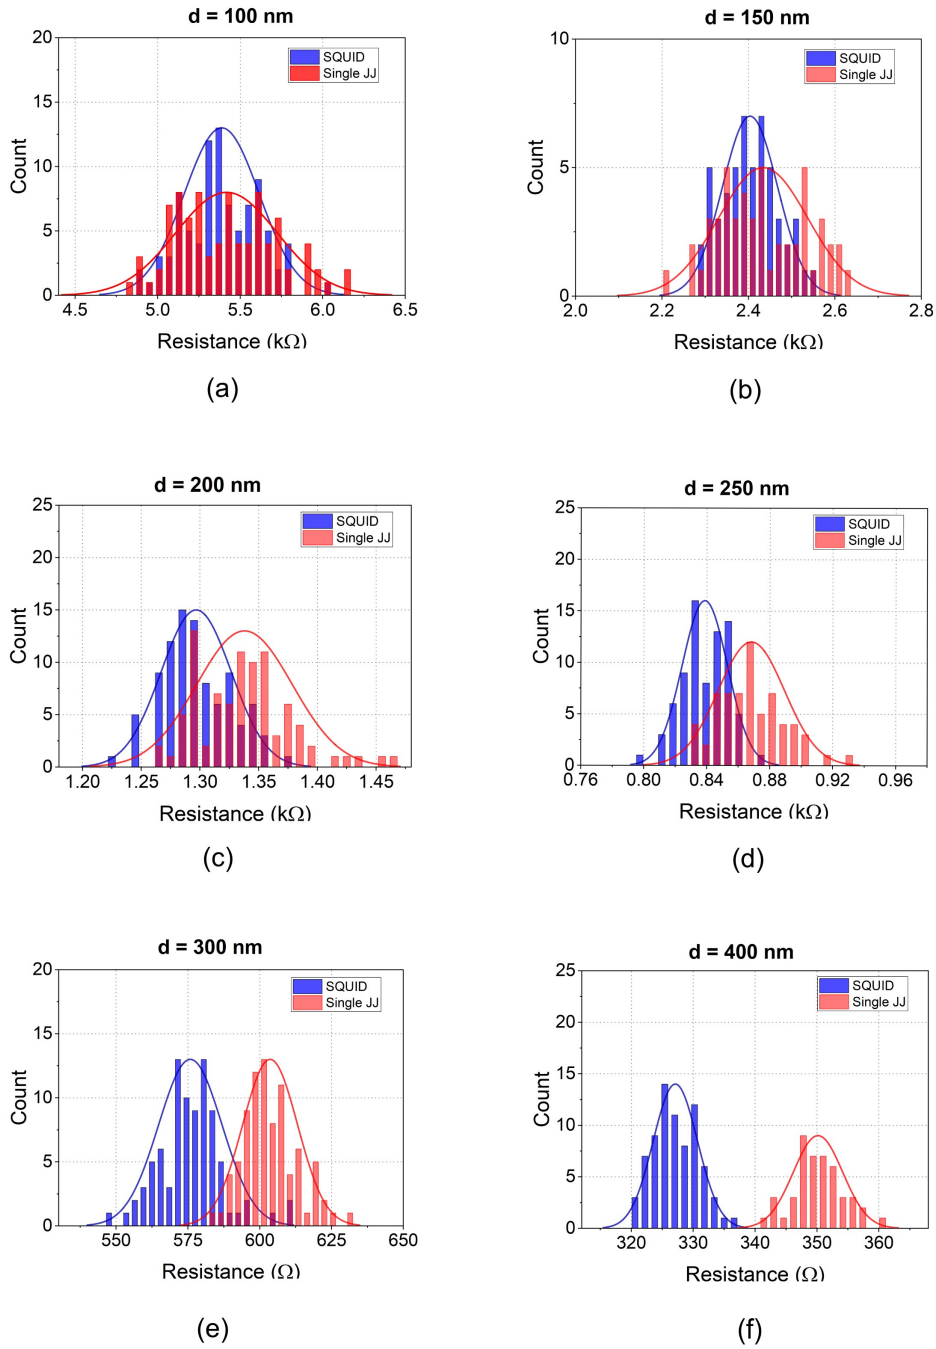 d = 100 nm
SQUID
Single JJ
20
15
10
5
0
Count
4.5 5.0 5.5 6.0 6.5
Resistance (kΩ)
(a)
d = 150 nm
SQUID
Single JJ
10
5
0
Count
2.0 2.2 2.4 2.6 2.8
Resistance (kΩ)
(b)
d = 200 nm
SQUID
Single JJ
25
20
15
10
5
0
Count
1.20 1.25 1.30 1.35 1.40 1.45
Resistance (kΩ)
(c)
d = 250 nm
SQUID
Single JJ
25
20
15
10
5
0
Count
0.76 0.80 0.84 0.88 0.92 0.96
Resistance (kΩ)
(d)
d = 300 nm
SQUID
Single JJ
20
15
10
5
0
Count
550 575 600 625 650
Resistance (Ω)
(e)
d = 400 nm
SQUID
Single JJ
25
20
15
10
5
0
Count
320 330 340 350 360
Resistance (Ω)
(f)